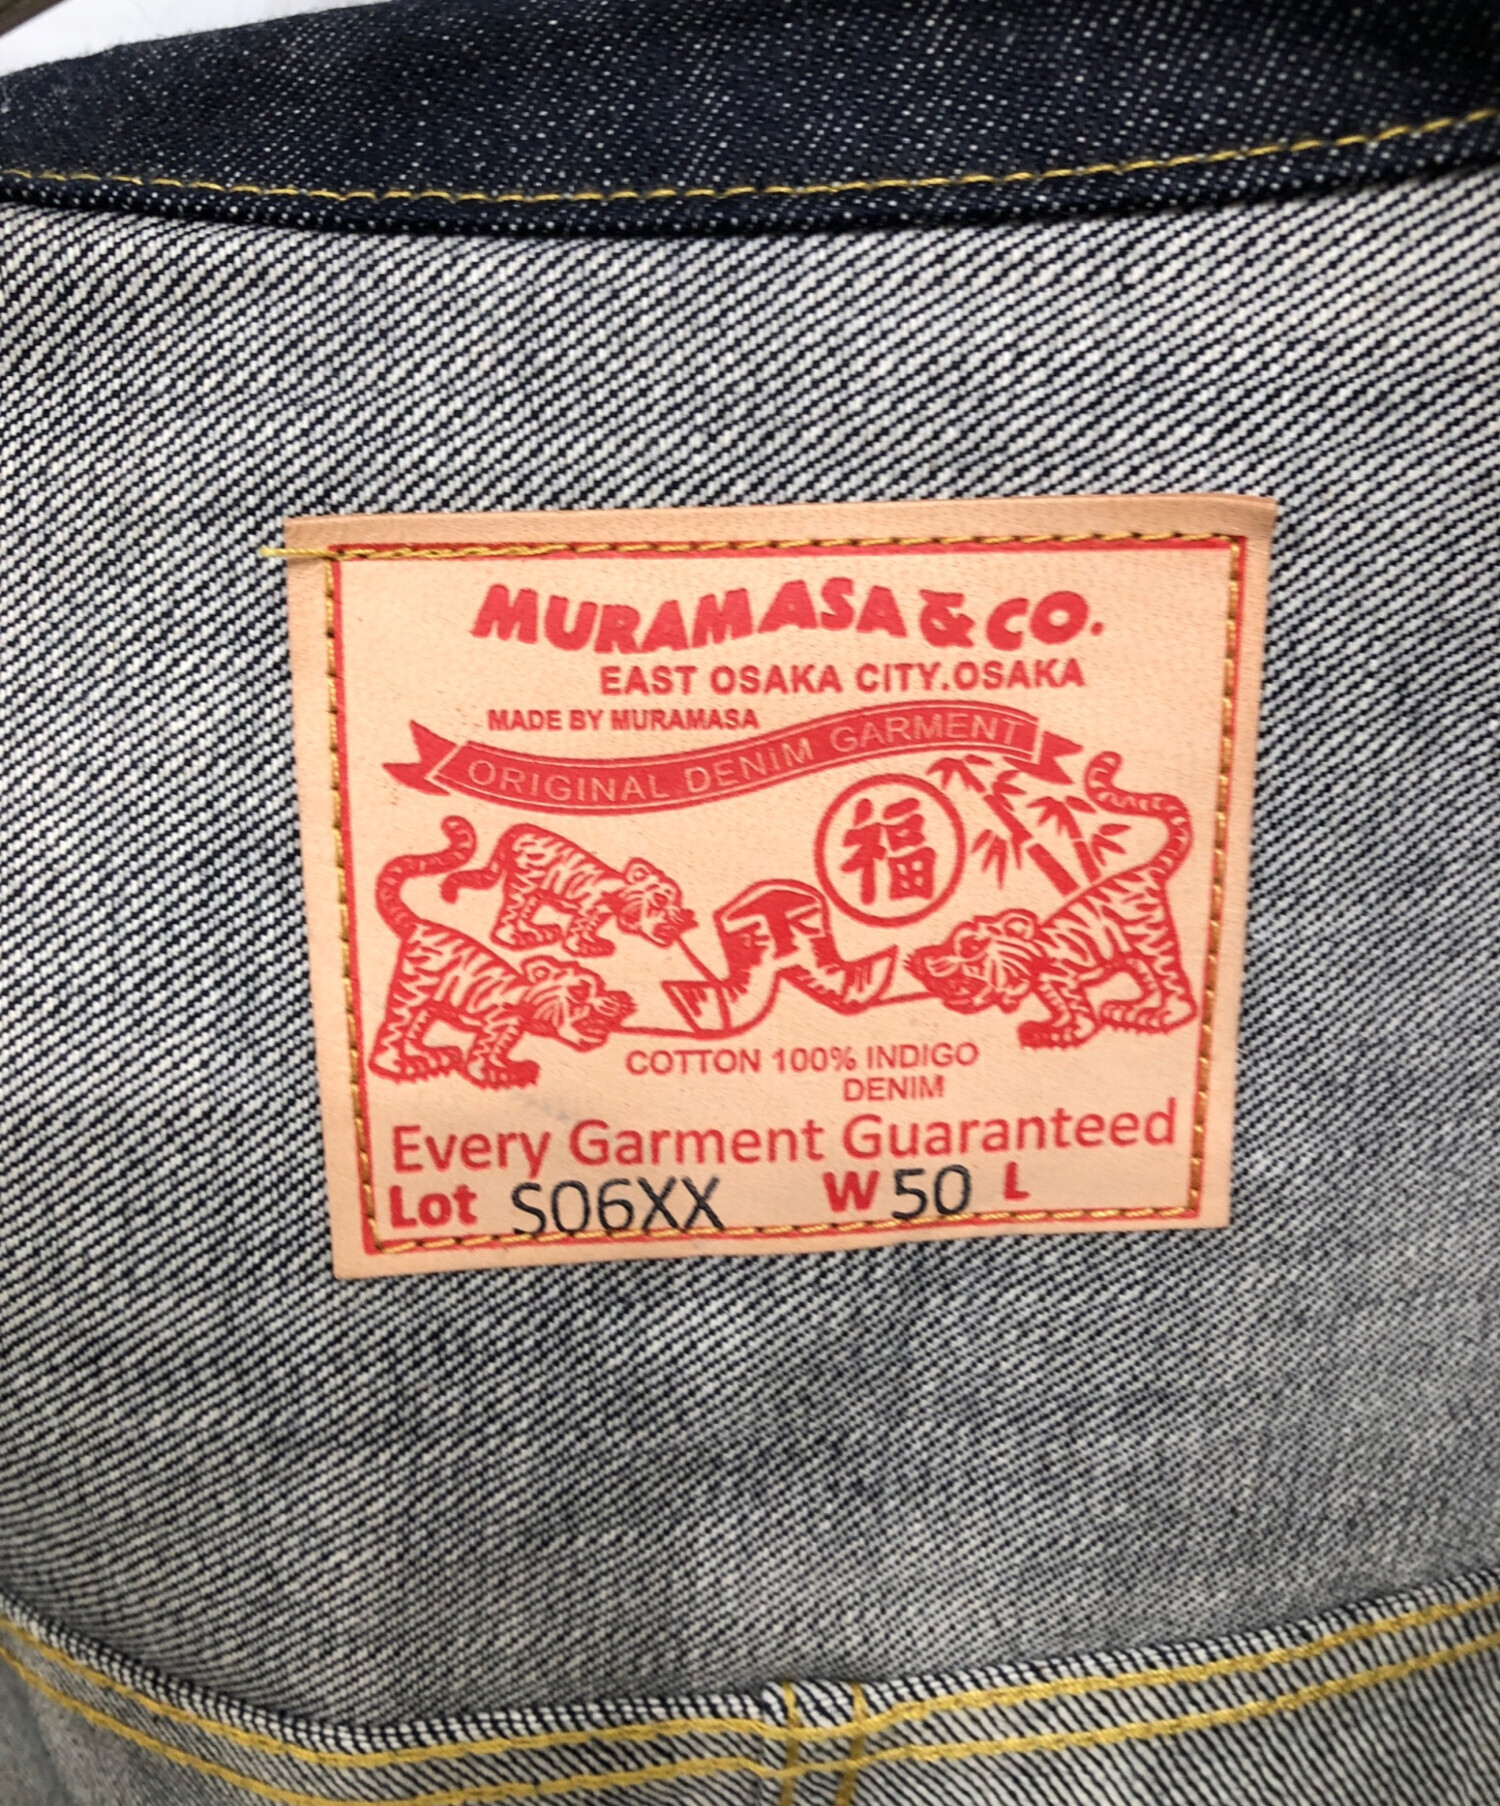 MURAMASA & CO.
EAST OSAKA CITY.OSAKA
MADE BY MURAMASA
ORIGINAL DENIM GARMENT
福
COTTON 100% INDIGO
DENIM
Every Garment Guaranteed
Lot S06XX W 50 L